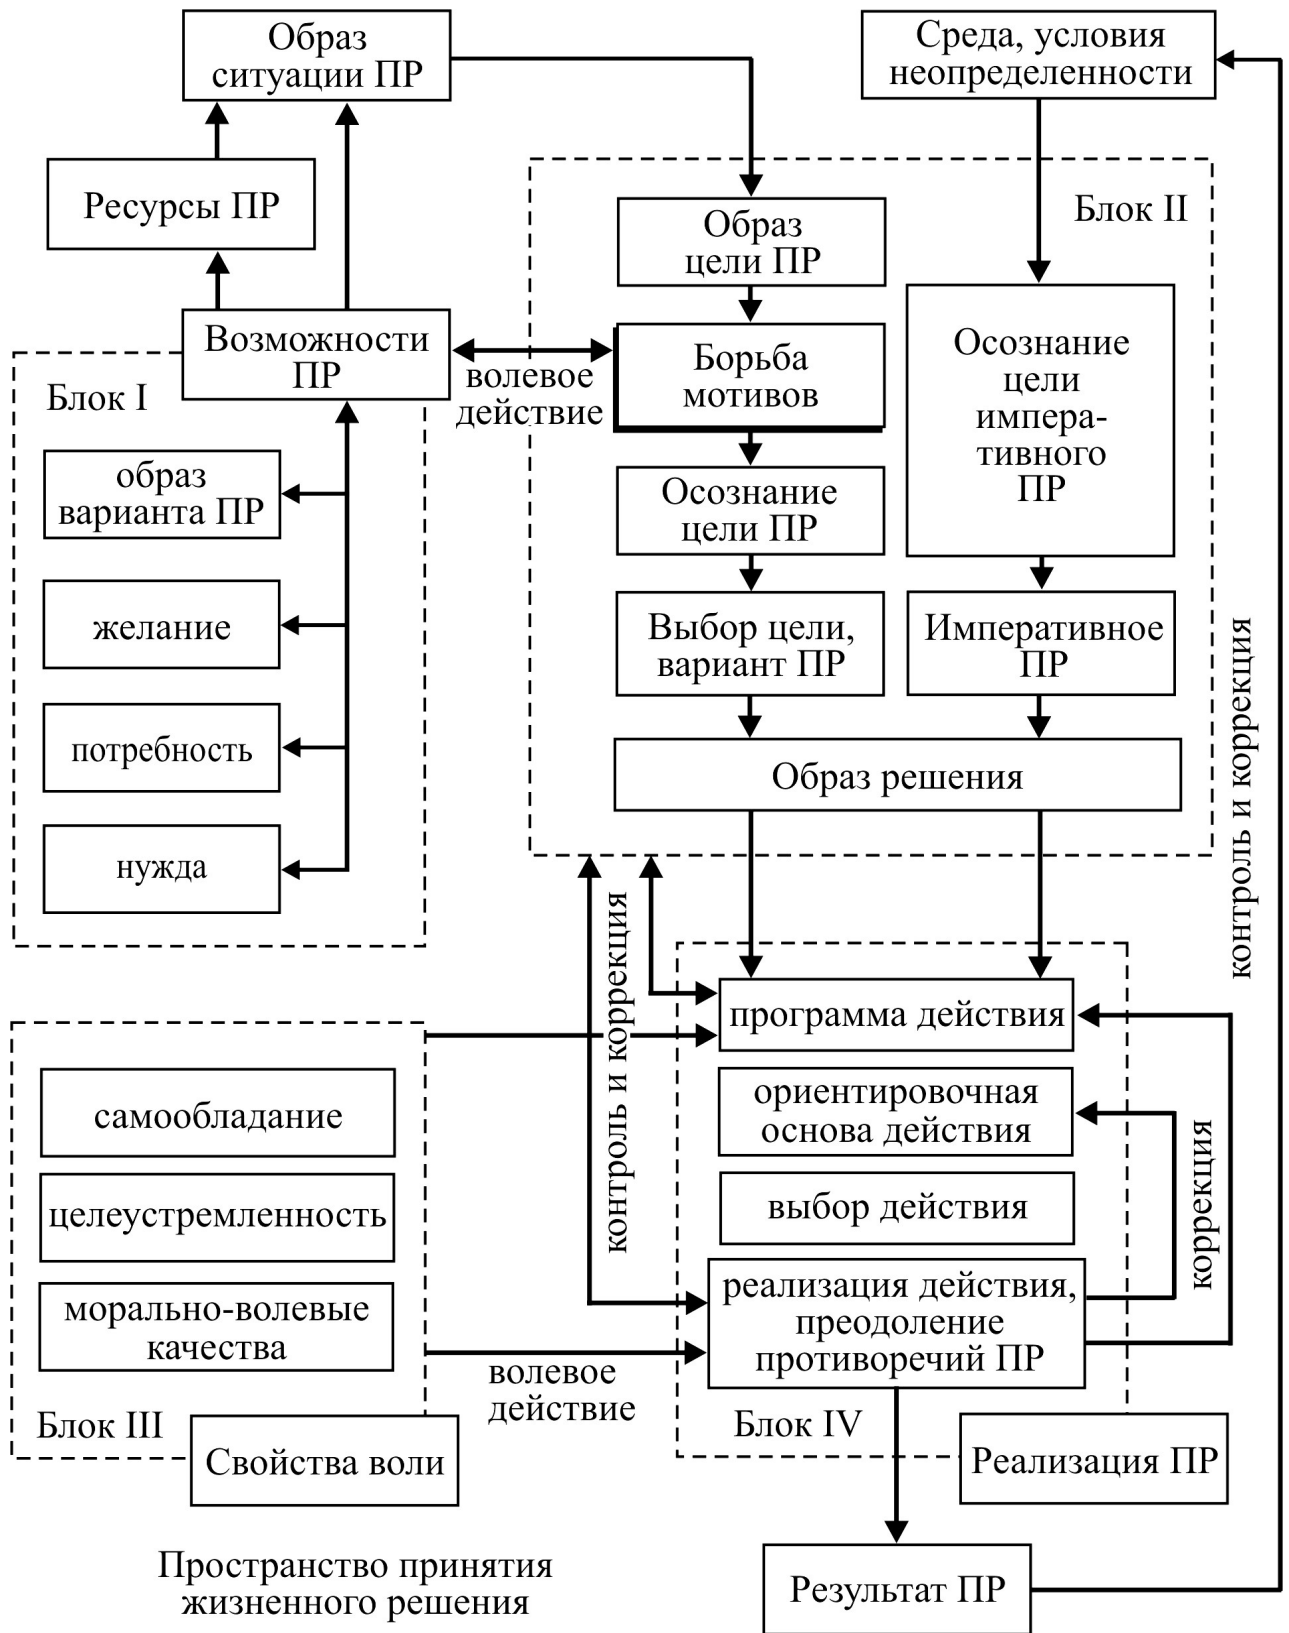 Образ
ситуации ПР
Среда, условия
неопределенности
Ресурсы ПР
Блок II
Образ
цели ПР
Возможности
ПР
волевое
действие
Борьба
мотивов
Осознание
цели
импера-
тивного
ПР
Блок I
образ
варианта ПР
Осознание
цели ПР
желание
Выбор цели,
вариант ПР
Императивное
ПР
потребность
Образ решения
нужда
контроль и коррекция
контроль и коррекция
программа действия
самообладание
ориентировочная
основа действия
целеустремленность
выбор действия
коррекция
морально-волевые
качества
реализация действия,
преодоление
противоречий ПР
волевое
действие
Блок III
Свойства воли
Блок IV
Реализация ПР
Пространство принятия
жизненного решения
Результат ПР